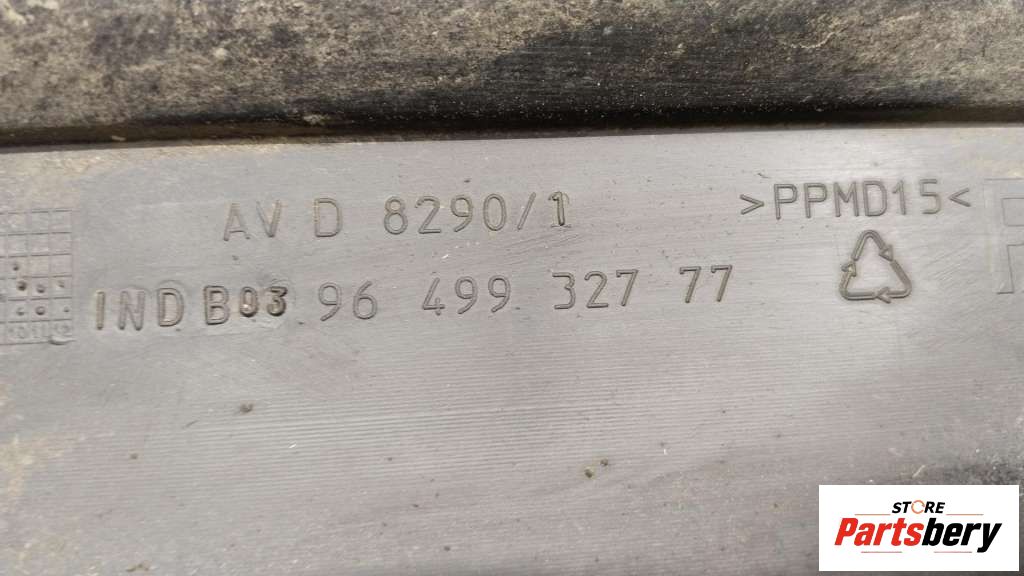 AV D 8290/1
>PPMD15<
IND B03 96 499 327 77
STORE
Partsbery